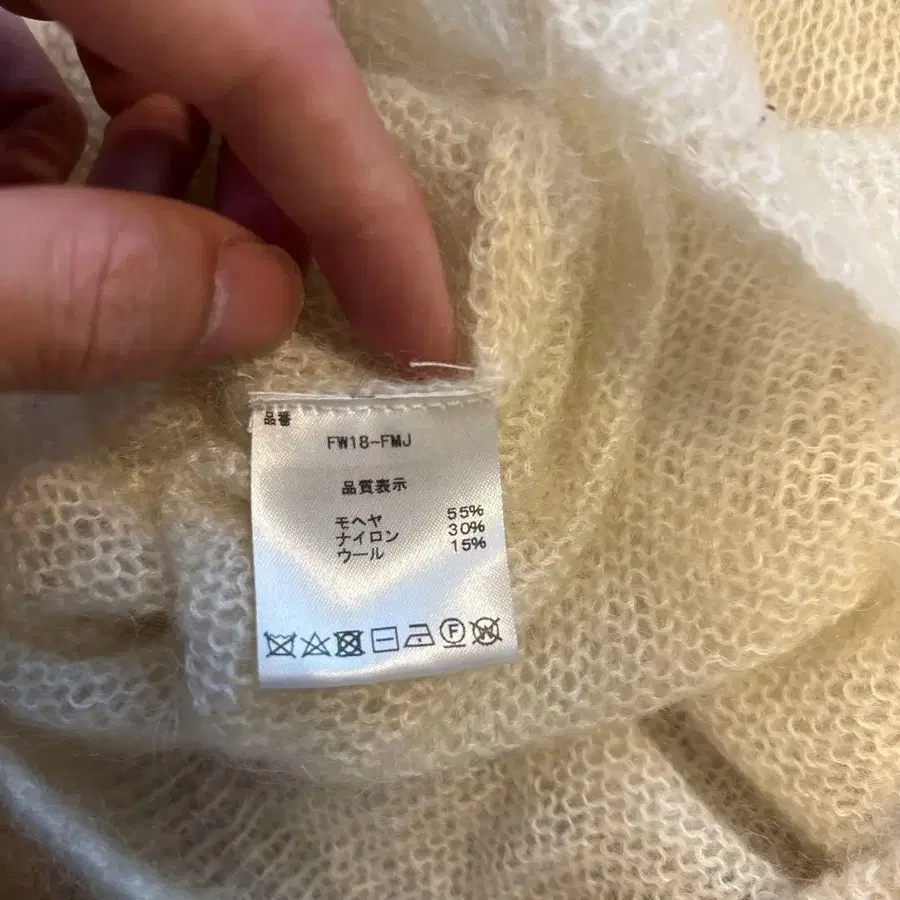 品番
FW18-FMJ
品質表示
モヘヤ 55%
ナイロン 30%
ウール 15%
F W